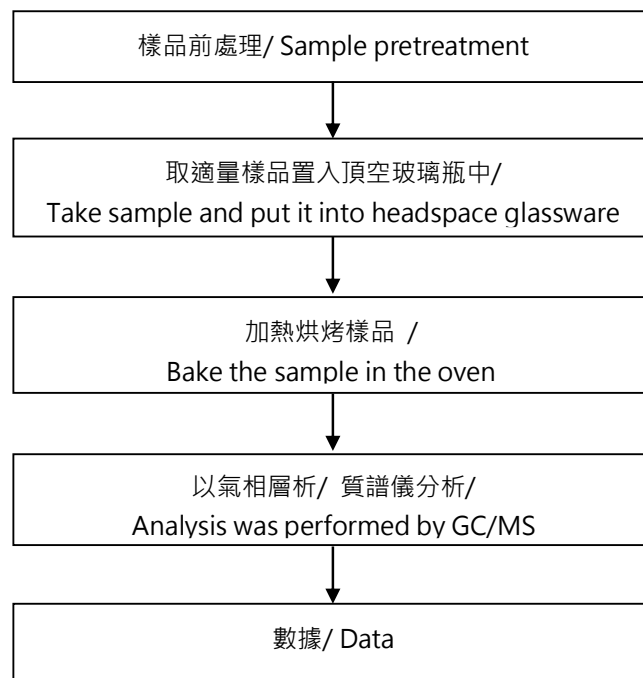 樣品前處理/ Sample pretreatment
取適量樣品置入頂空玻璃瓶中/
Take sample and put it into headspace glassware
加熱烘烤樣品 /
Bake the sample in the oven
以氣相層析/ 質譜儀分析/
Analysis was performed by GC/MS
數據/ Data